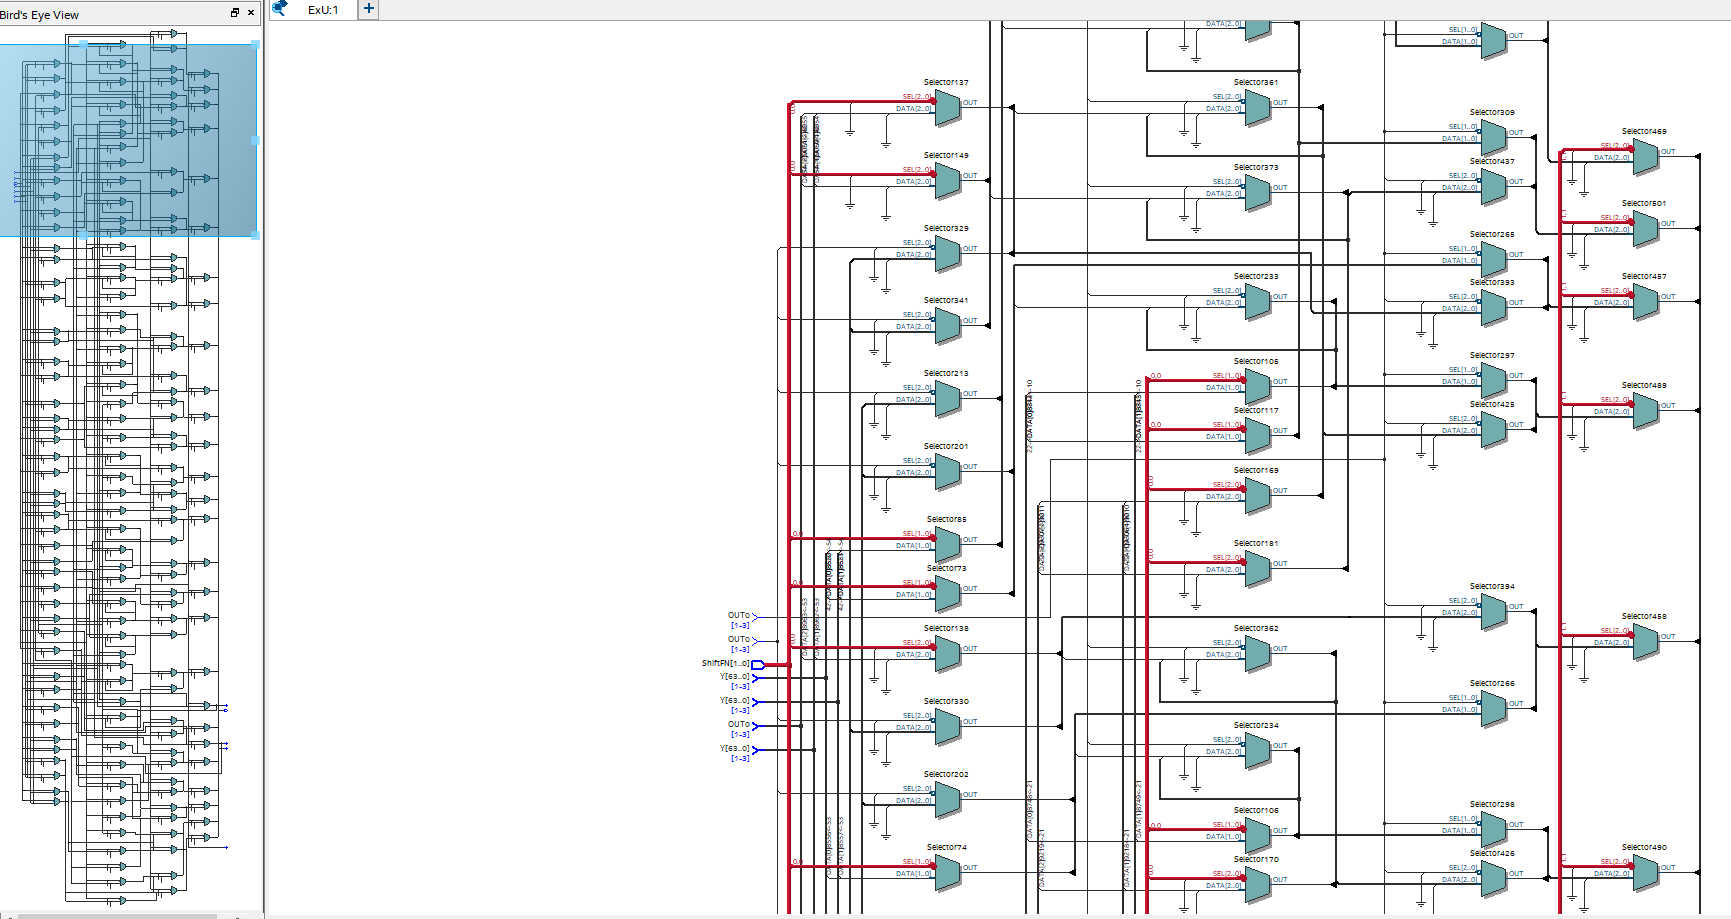 Bird's Eye View
ExU:1
DATA[2..0]
DATA[2..0]
SEL[1..0]
DATA[1..0]
OUT
Selector137
SEL[2..0]
DATA[2..0]
OUT
Selector361
SEL[2..0]
DATA[2..0]
OUT
Selector309
SEL[1..0]
DATA[1..0]
OUT
Selector469
SEL[2..0]
DATA[2..0]
OUT
Selector149
SEL[2..0]
DATA[2..0]
OUT
Selector373
SEL[2..0]
DATA[2..0]
OUT
Selector437
SEL[2..0]
DATA[2..0]
OUT
Selector501
SEL[2..0]
DATA[2..0]
OUT
Selector329
SEL[2..0]
DATA[2..0]
OUT
Selector265
SEL[1..0]
DATA[1..0]
OUT
Selector233
SEL[2..0]
DATA[2..0]
OUT
Selector393
SEL[2..0]
DATA[2..0]
OUT
Selector457
SEL[2..0]
DATA[2..0]
OUT
Selector341
SEL[2..0]
DATA[2..0]
OUT
Selector105
SEL[1..0]
DATA[1..0]
OUT
Selector297
SEL[1..0]
DATA[1..0]
OUT
Selector213
SEL[2..0]
DATA[2..0]
OUT
Selector117
SEL[1..0]
DATA[1..0]
OUT
Selector425
SEL[2..0]
DATA[2..0]
OUT
Selector489
SEL[2..0]
DATA[2..0]
OUT
Selector201
SEL[2..0]
DATA[2..0]
OUT
Selector169
SEL[2..0]
DATA[2..0]
OUT
Selector85
SEL[1..0]
DATA[1..0]
OUT
Selector181
SEL[2..0]
DATA[2..0]
OUT
Selector73
SEL[1..0]
DATA[1..0]
OUT
Selector394
SEL[2..0]
DATA[2..0]
OUT
OUTo
[1-3]
OUTo
[1-3]
ShiftFN[1..0]
Y[63..0]
[1-3]
Y[63..0]
[1-3]
OUTo
[1-3]
Y[63..0]
[1-3]
Selector138
SEL[2..0]
DATA[2..0]
OUT
Selector362
SEL[2..0]
DATA[2..0]
OUT
Selector458
SEL[2..0]
DATA[2..0]
OUT
Selector330
SEL[2..0]
DATA[2..0]
OUT
Selector266
SEL[1..0]
DATA[1..0]
OUT
Selector234
SEL[2..0]
DATA[2..0]
OUT
Selector202
SEL[2..0]
DATA[2..0]
OUT
Selector106
SEL[1..0]
DATA[1..0]
OUT
Selector298
SEL[1..0]
DATA[1..0]
OUT
Selector74
SEL[1..0]
DATA[1..0]
OUT
Selector170
SEL[2..0]
DATA[2..0]
OUT
Selector426
SEL[2..0]
DATA[2..0]
OUT
Selector490
SEL[2..0]
DATA[2..0]
OUT